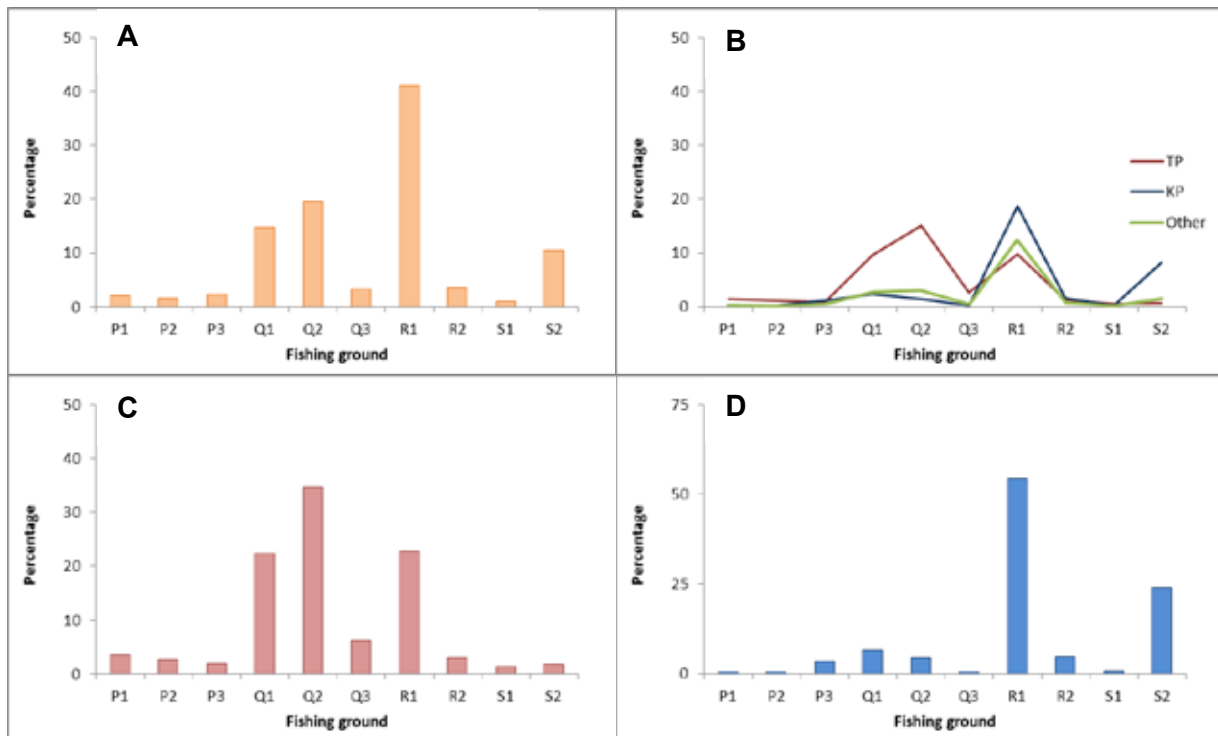 A
50
40
30
20
10
0
Percentage
P1 P2 P3 Q1 Q2 Q3 R1 R2 S1 S2
Fishing ground
B
50
40
30
20
10
0
Percentage
TP
KP
Other
P1 P2 P3 Q1 Q2 Q3 R1 R2 S1 S2
Fishing ground
C
50
40
30
20
10
0
Percentage
P1 P2 P3 Q1 Q2 Q3 R1 R2 S1 S2
Fishing ground
D
75
50
25
0
Percentage
P1 P2 P3 Q1 Q2 Q3 R1 R2 S1 S2
Fishing ground